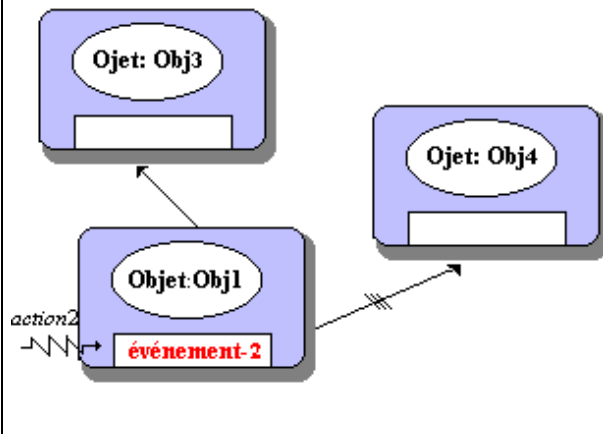 Ojet: Obj3
Ojet: Obj4
Objet:Obj1
action2
événement-2